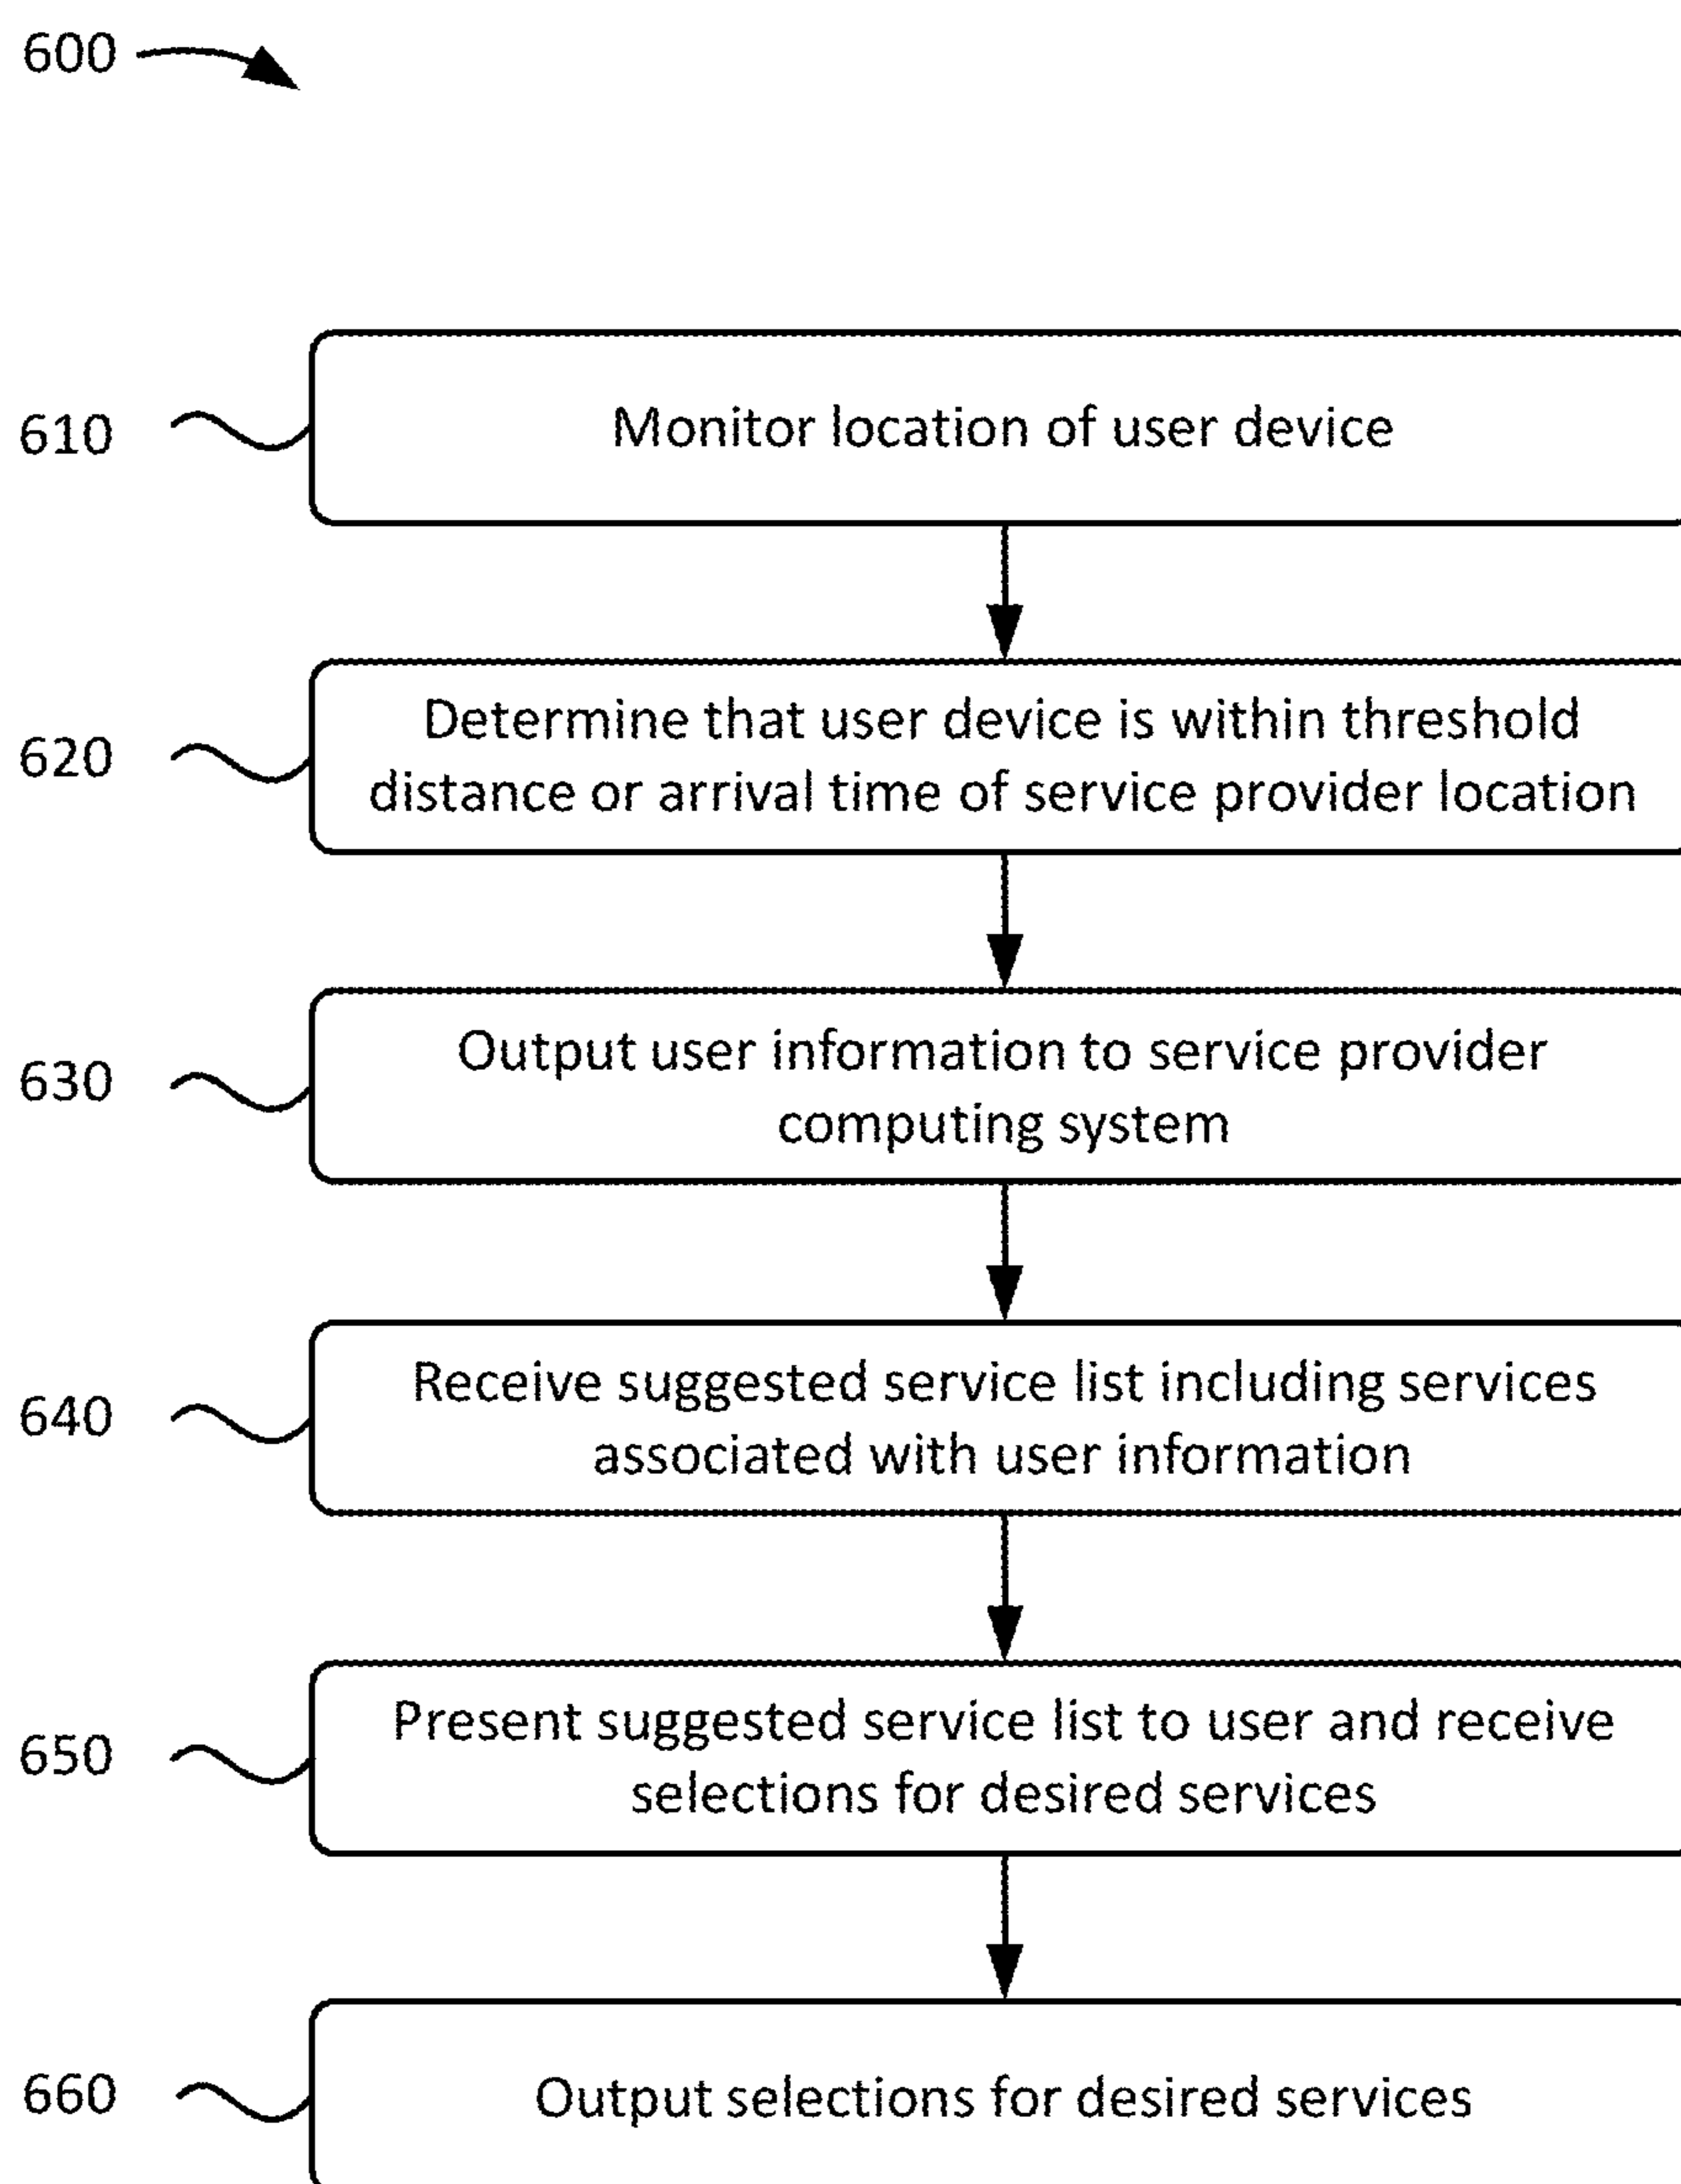 600
610
Monitor location of user device
620
Determine that user device is within threshold
distance or arrival time of service provider location
630
Output user information to service provider
computing system
640
Receive suggested service list including services
associated with user information
650
Present suggested service list to user and receive
selections for desired services
660
Output selections for desired services